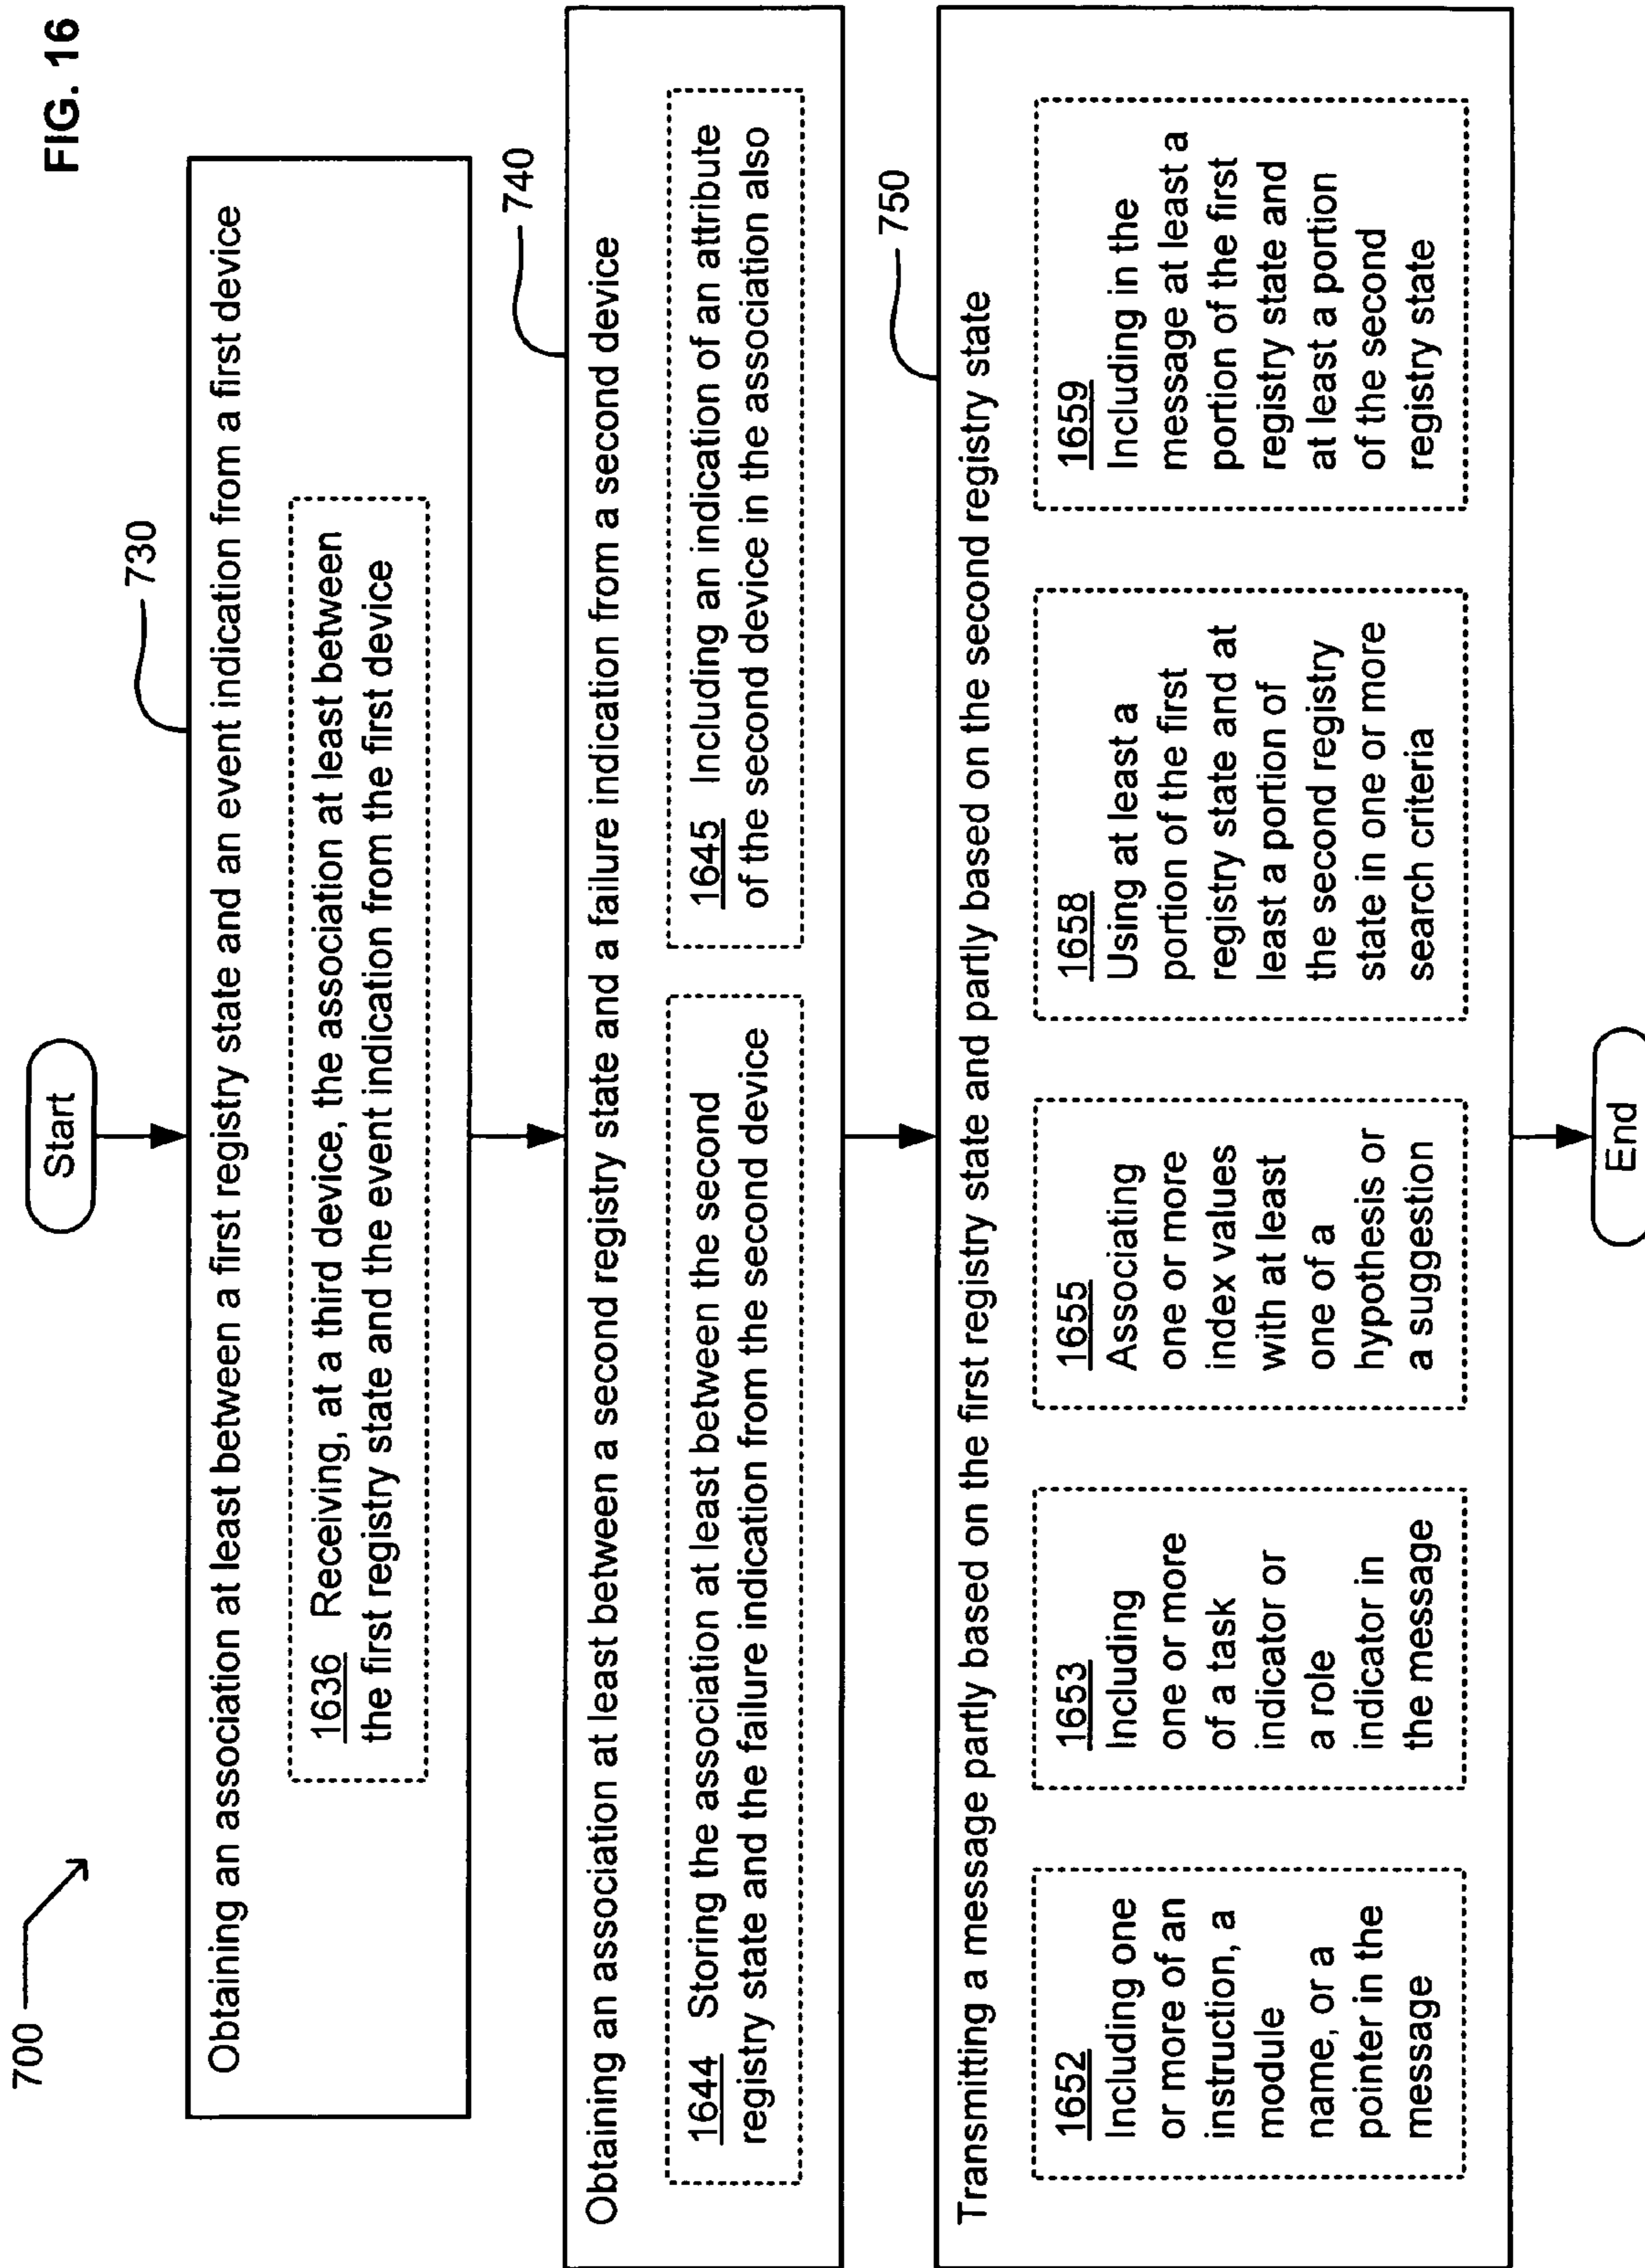 FIG. 16
700
Start
730
Obtaining an association at least between a first registry state and an event indication from a first device
1636 Receiving, at a third device, the association at least between
the first registry state and the event indication from the first device
740
Obtaining an association at least between a second registry state and a failure indication from a second device
1644 Storing the association at least between the second
registry state and the failure indication from the second device
1645 Including an indication of an attribute
of the second device in the association also
750
Transmitting a message partly based on the first registry state and partly based on the second registry state
1652
Including one
or more of an
instruction, a
module
name, or a
pointer in the
message
1653
Including
one or more
of a task
indicator or
a role
indicator in
the message
1655
Associating
one or more
index values
with at least
one of a
hypothesis or
a suggestion
1658
Using at least a
portion of the first
registry state and at
least a portion of
the second registry
state in one or more
search criteria
1659
Including in the
message at least a
portion of the first
registry state and
at least a portion
of the second
registry state
End